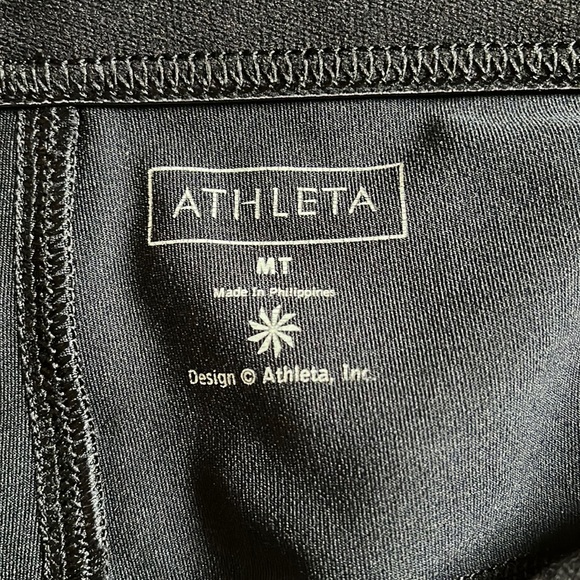 ATHLETA
MT
Made In Philippines
Design © Athleta, Inc.